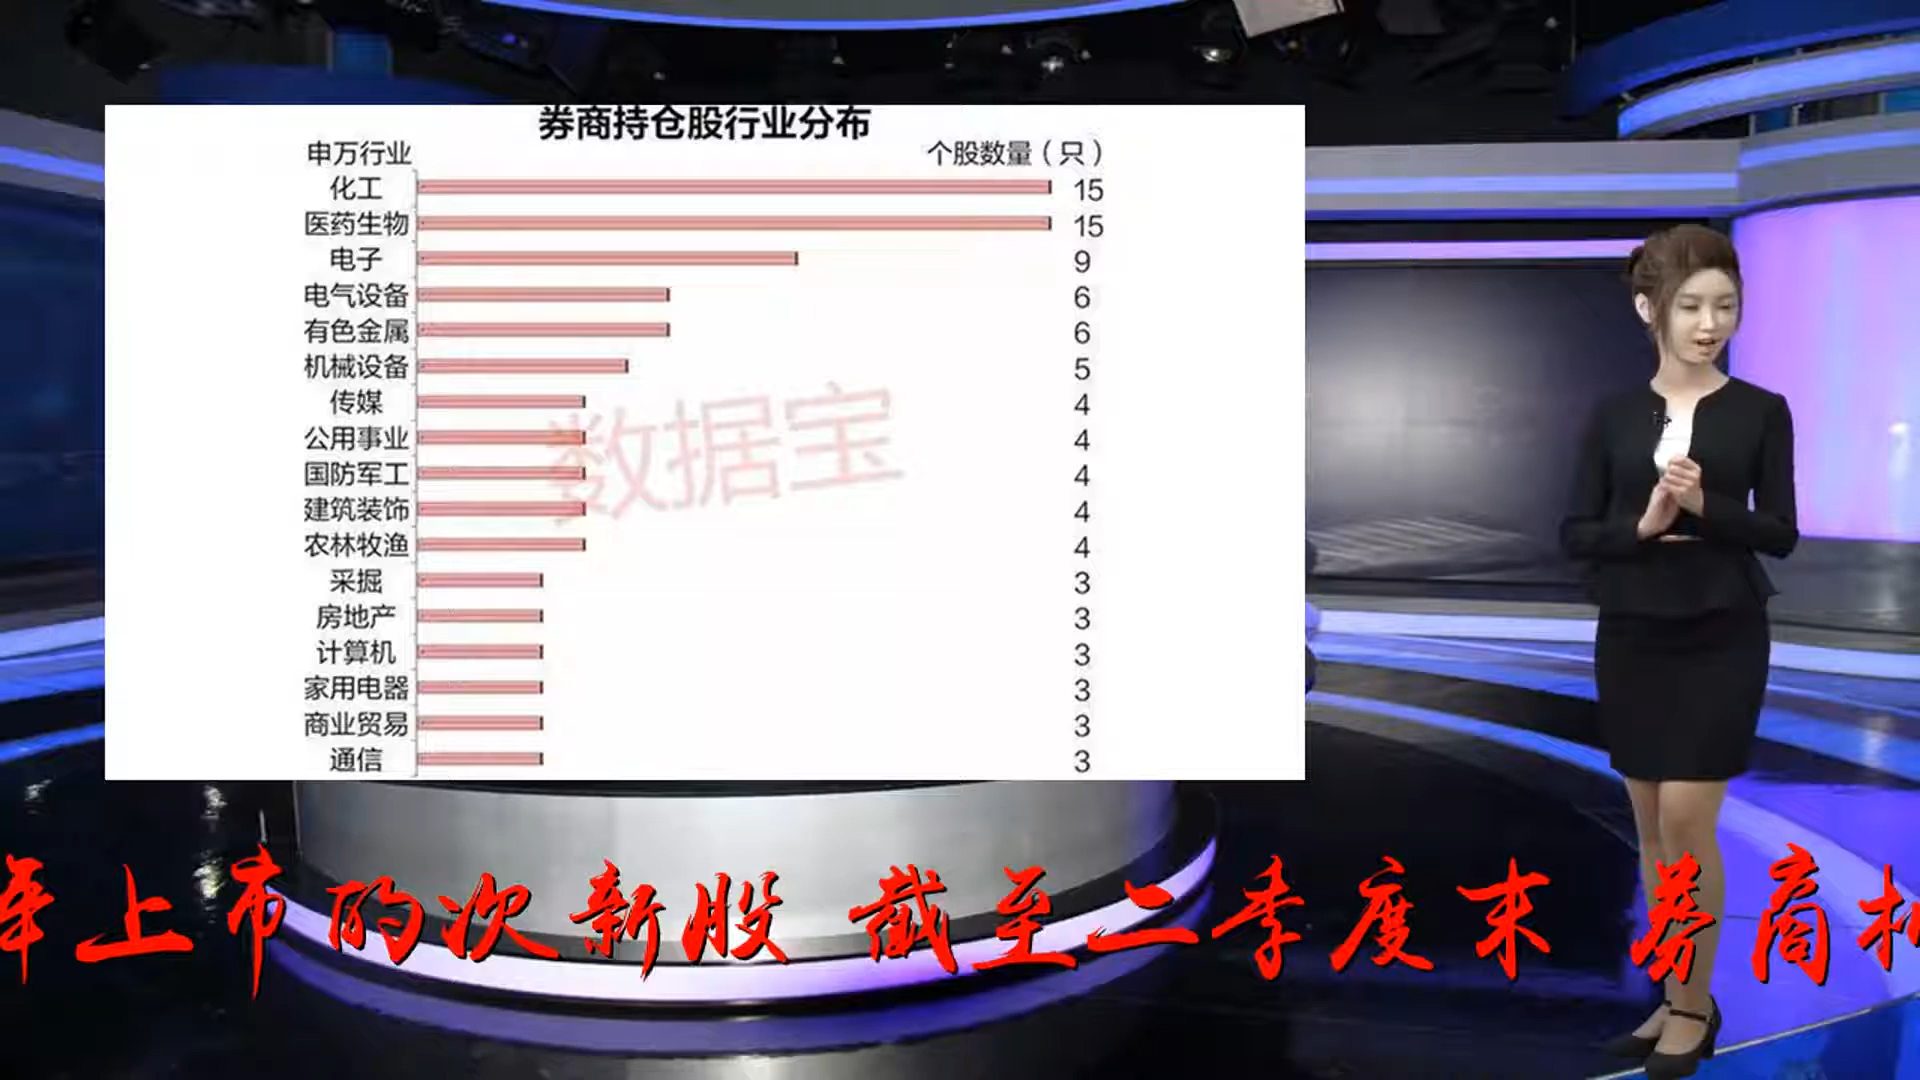 券商持仓股行业分布
申万行业 个股数量（只）
化工 15
医药生物 15
电子 9
电气设备 6
有色金属 6
机械设备 5
传媒 4
公用事业 4
国防军工 4
建筑装饰 4
农林牧渔 4
采掘 3
房地产 3
计算机 3
家用电器 3
商业贸易 3
通信 3
数据宝
年上市的次新股 截至二季度末 券商